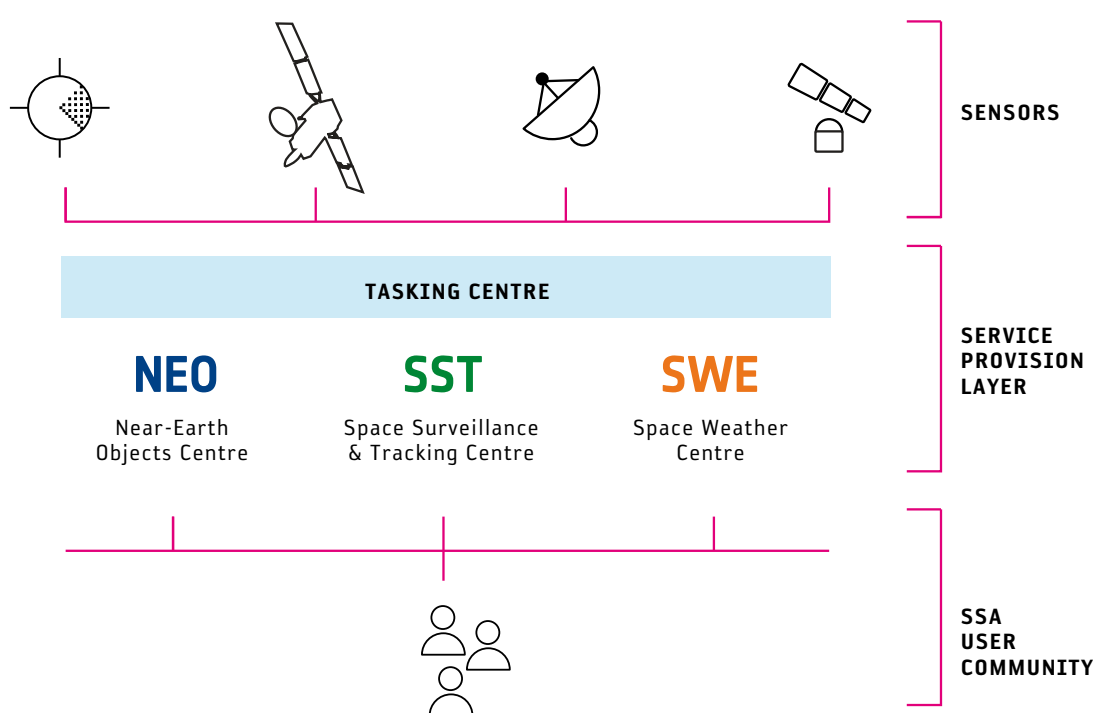 SENSORS
TASKING CENTRE
NEO
Near-Earth
Objects Centre
SST
Space Surveillance
& Tracking Centre
SWE
Space Weather
Centre
SERVICE
PROVISION
LAYER
SSA
USER
COMMUNITY